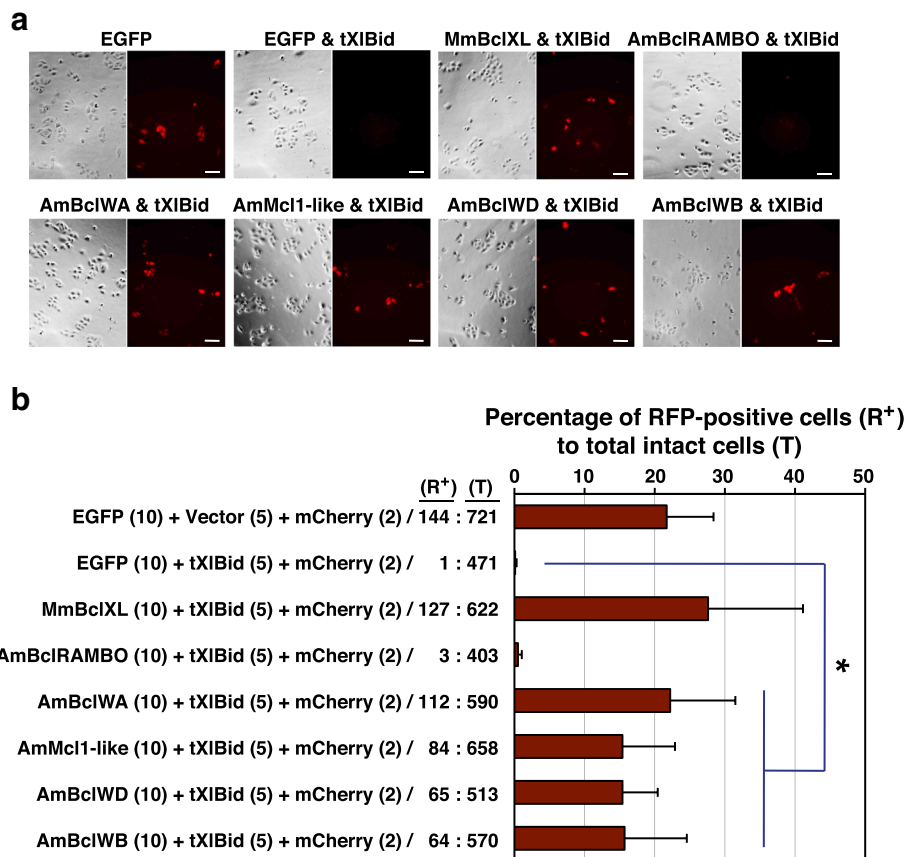 a
EGFP
EGFP & tXlBid
MmBclXL & tXlBid
AmBclRAMBO & tXlBid
AmBclWA & tXlBid
AmMcl1-like & tXlBid
AmBclWD & tXlBid
AmBclWB & tXlBid
b
Percentage of RFP-positive cells (R+)
to total intact cells (T)
(R+) (T)
0 10 20 30 40 50
EGFP (10) + Vector (5) + mCherry (2) / 144 : 721
EGFP (10) + tXlBid (5) + mCherry (2) / 1 : 471
MmBclXL (10) + tXlBid (5) + mCherry (2) / 127 : 622
AmBclRAMBO (10) + tXlBid (5) + mCherry (2) / 3 : 403
AmBclWA (10) + tXlBid (5) + mCherry (2) / 112 : 590
AmMcl1-like (10) + tXlBid (5) + mCherry (2) / 84 : 658
AmBclWD (10) + tXlBid (5) + mCherry (2) / 65 : 513
AmBclWB (10) + tXlBid (5) + mCherry (2) / 64 : 570
*